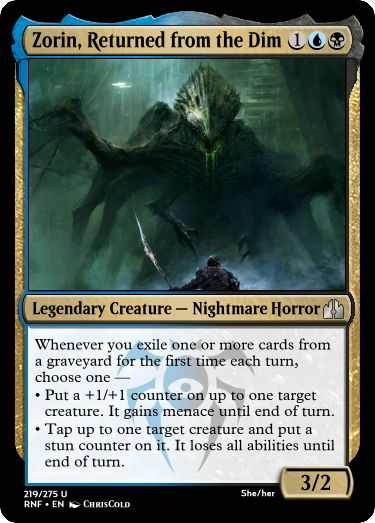 Zorin, Returned from the Dim 1
Legendary Creature — Nightmare Horror
Whenever you exile one or more cards from
a graveyard for the first time each turn,
choose one —
• Put a +1/+1 counter on up to one target
creature. It gains menace until end of turn.
• Tap up to one target creature and put a
stun counter on it. It loses all abilities until
end of turn.
3/2
219/275 U She/her
RNF • EN ChrisCold